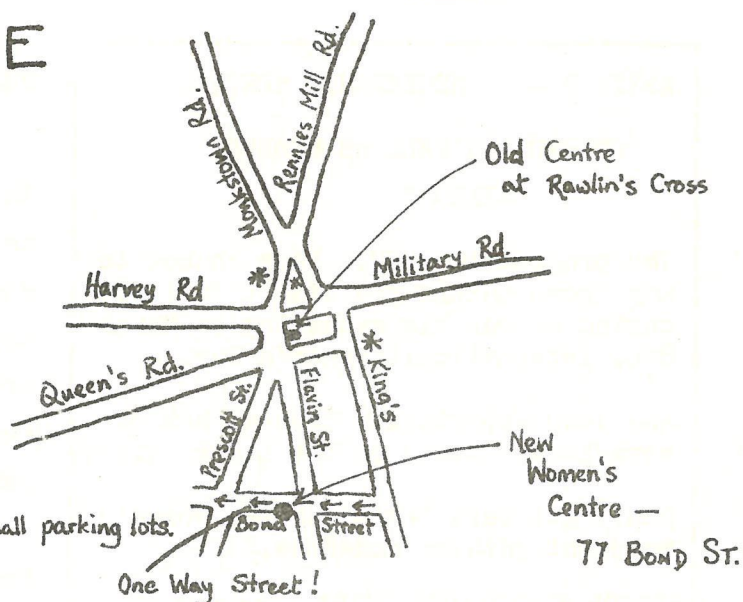 E
Monkstown Rd.
Rennies Mill Rd.
Old Centre
at Rawlin's Cross
Harvey Rd
Military Rd.
Queen's Rd.
Prescott St.
Flavin St.
* King's
New
Women's
Centre —
77 BOND ST.
all parking lots.
Bond Street
One Way Street!